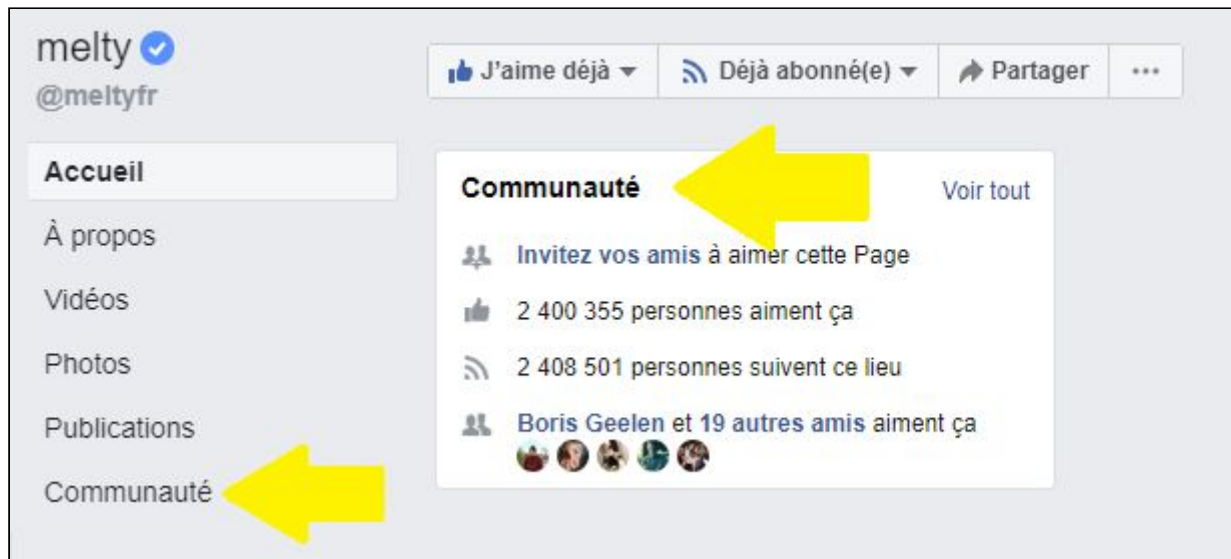 melty
@meltyfr
J'aime déjà
Déjà abonné(e)
Partager
Accueil
À propos
Vidéos
Photos
Publications
Communauté
Communauté
Voir tout
Invitez vos amis à aimer cette Page
2 400 355 personnes aiment ça
2 408 501 personnes suivent ce lieu
Boris Geelen et 19 autres amis aiment ça